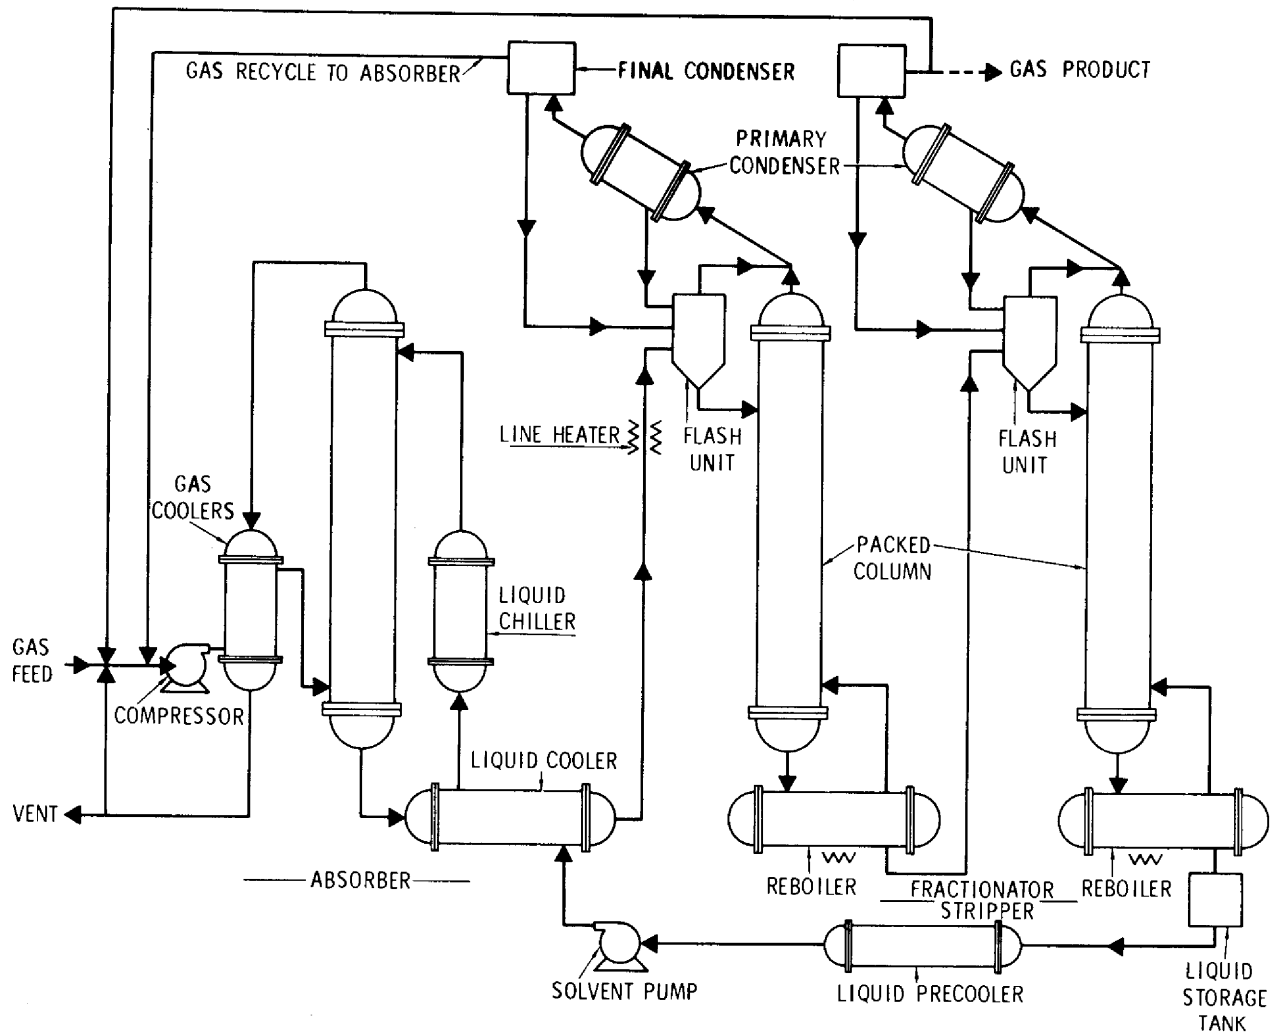 GAS RECYCLE TO ABSORBER
FINAL CONDENSER
GAS PRODUCT
PRIMARY
CONDENSER
LINE HEATER
FLASH
UNIT
FLASH
UNIT
GAS
COOLERS
PACKED
COLUMN
LIQUID
CHILLER
GAS
FEED
COMPRESSOR
LIQUID COOLER
VENT
ABSORBER
REBOILER
FRACTIONATOR
STRIPPER
REBOILER
SOLVENT PUMP
LIQUID PRECOOLER
LIQUID
STORAGE
TANK